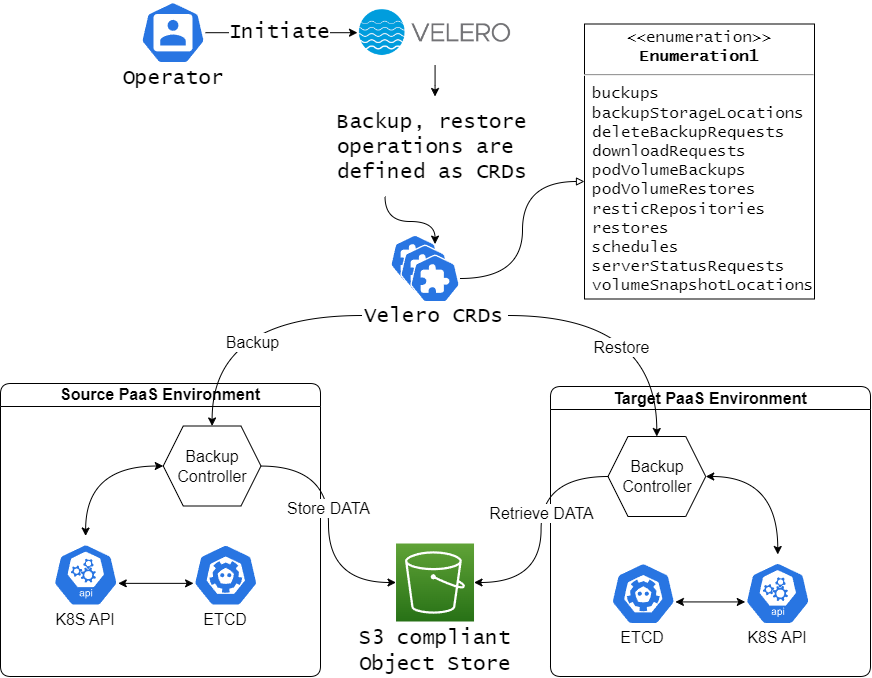 Initiate
VELERO
Operator
<<enumeration>>
Enumeration1
buckups
backupStorageLocations
deleteBackupRequests
downloadRequests
podVolumeBackups
podVolumeRestores
resticRepositories
restores
schedules
serverStatusRequests
volumeSnapshotLocations
Backup, restore
operations are
defined as CRDs
Velero CRDs
Backup
Restore
Source PaaS Environment
Target PaaS Environment
Backup
Controller
Backup
Controller
Store DATA
Retrieve DATA
api
K8S API
ETCD
S3 compliant
Object Store
ETCD
api
K8S API